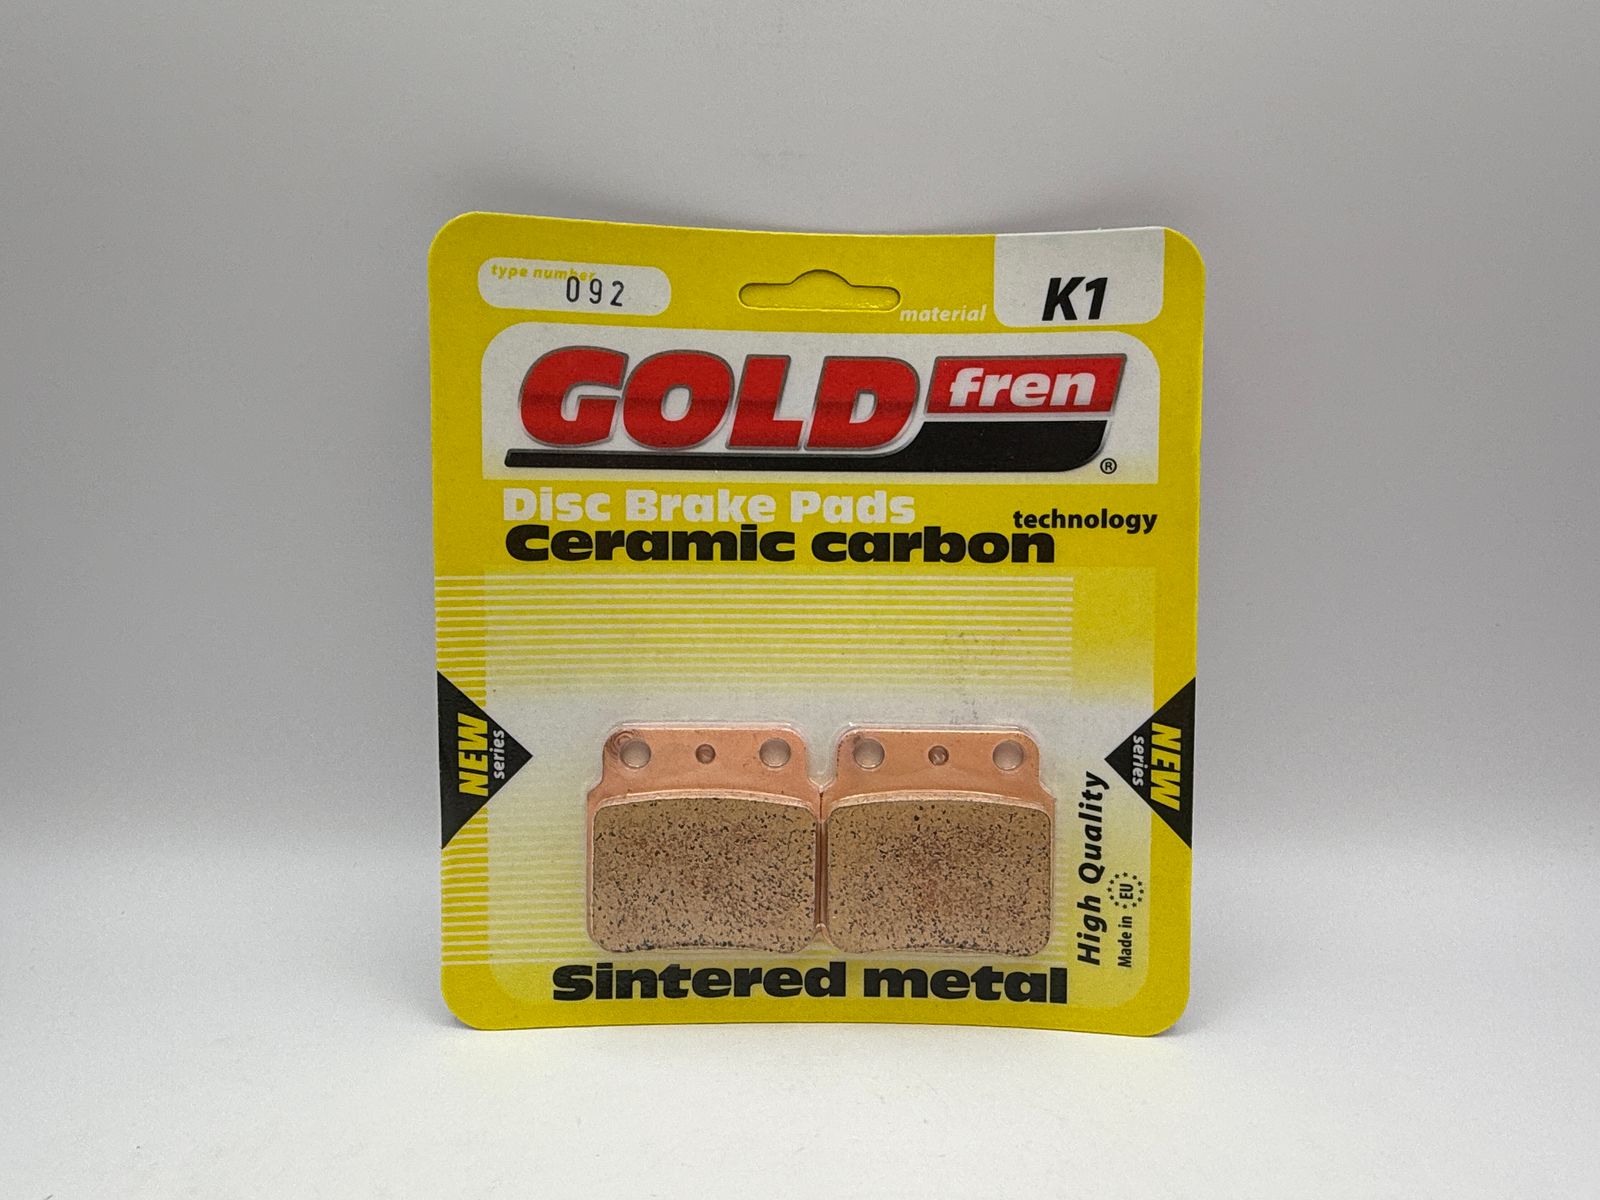 type number
092
material
K1
GOLD fren
®
Disc Brake Pads
technology
Ceramic carbon
NEW
series
NEW
series
High Quality
Made in EU
Sintered metal